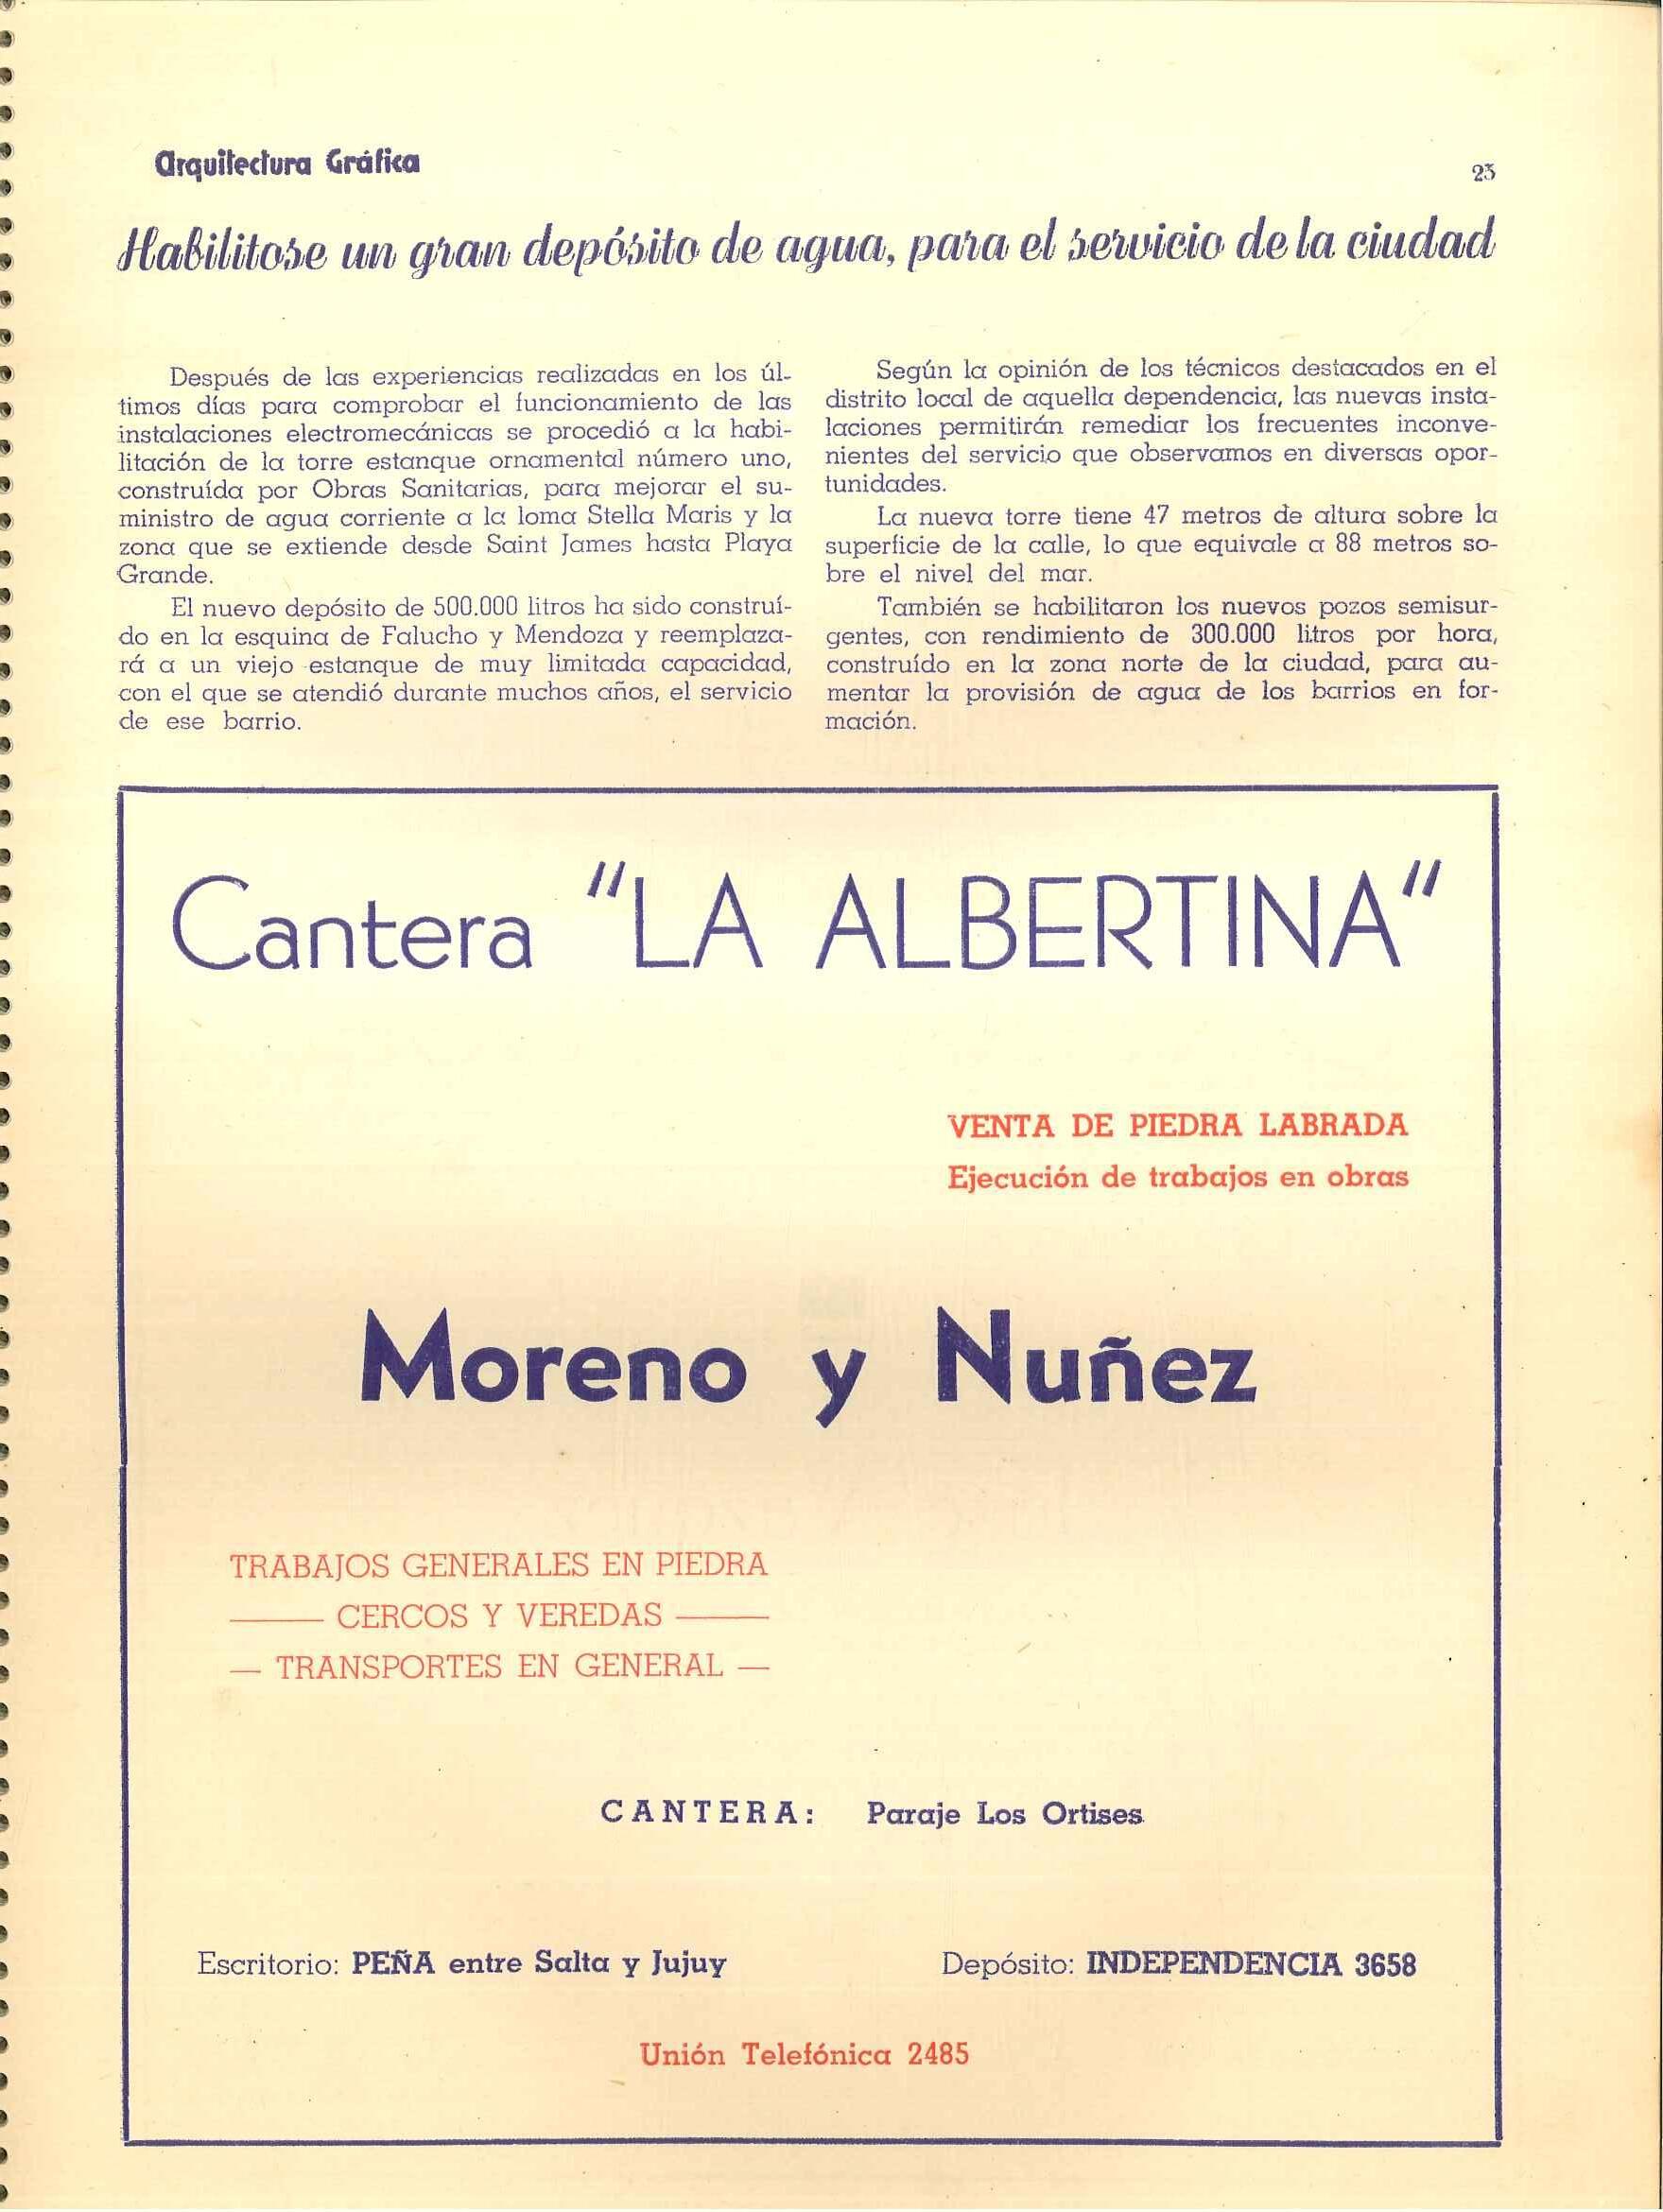 Arquitectura Gráfica
23
Habilitose un gran depósito de agua, para el servicio de la ciudad
Después de las experiencias realizadas en los úl-
timos días para comprobar el funcionamiento de las
instalaciones electromecánicas se procedió a la habi-
litación de la torre estanque ornamental número uno,
construída por Obras Sanitarias, para mejorar el su-
ministro de agua corriente a la loma Stella Maris y la
zona que se extiende desde Saint James hasta Playa
Grande.
El nuevo depósito de 500.000 litros ha sido construí-
do en la esquina de Falucho y Mendoza y reemplaza-
rá a un viejo estanque de muy limitada capacidad,
con el que se atendió durante muchos años, el servicio
de ese barrio.
Según la opinión de los técnicos destacados en el
distrito local de aquella dependencia, las nuevas insta-
laciones permitirán remediar los frecuentes inconve-
nientes del servicio que observamos en diversas opor-
tunidades.
La nueva torre tiene 47 metros de altura sobre la
superficie de la calle, lo que equivale a 88 metros so-
bre el nivel del mar.
También se habilitaron los nuevos pozos semisur-
gentes, con rendimiento de 300.000 litros por hora,
construído en la zona norte de la ciudad, para au-
mentar la provisión de agua de los barrios en for-
mación.
Cantera "LA ALBERTINA"
VENTA DE PIEDRA LABRADA
Ejecución de trabajos en obras
Moreno y Nuñez
TRABAJOS GENERALES EN PIEDRA
— CERCOS Y VEREDAS —
— TRANSPORTES EN GENERAL —
CANTERA: Paraje Los Ortises
Escritorio: PEÑA entre Salta y Jujuy
Depósito: INDEPENDENCIA 3658
Unión Telefónica 2485